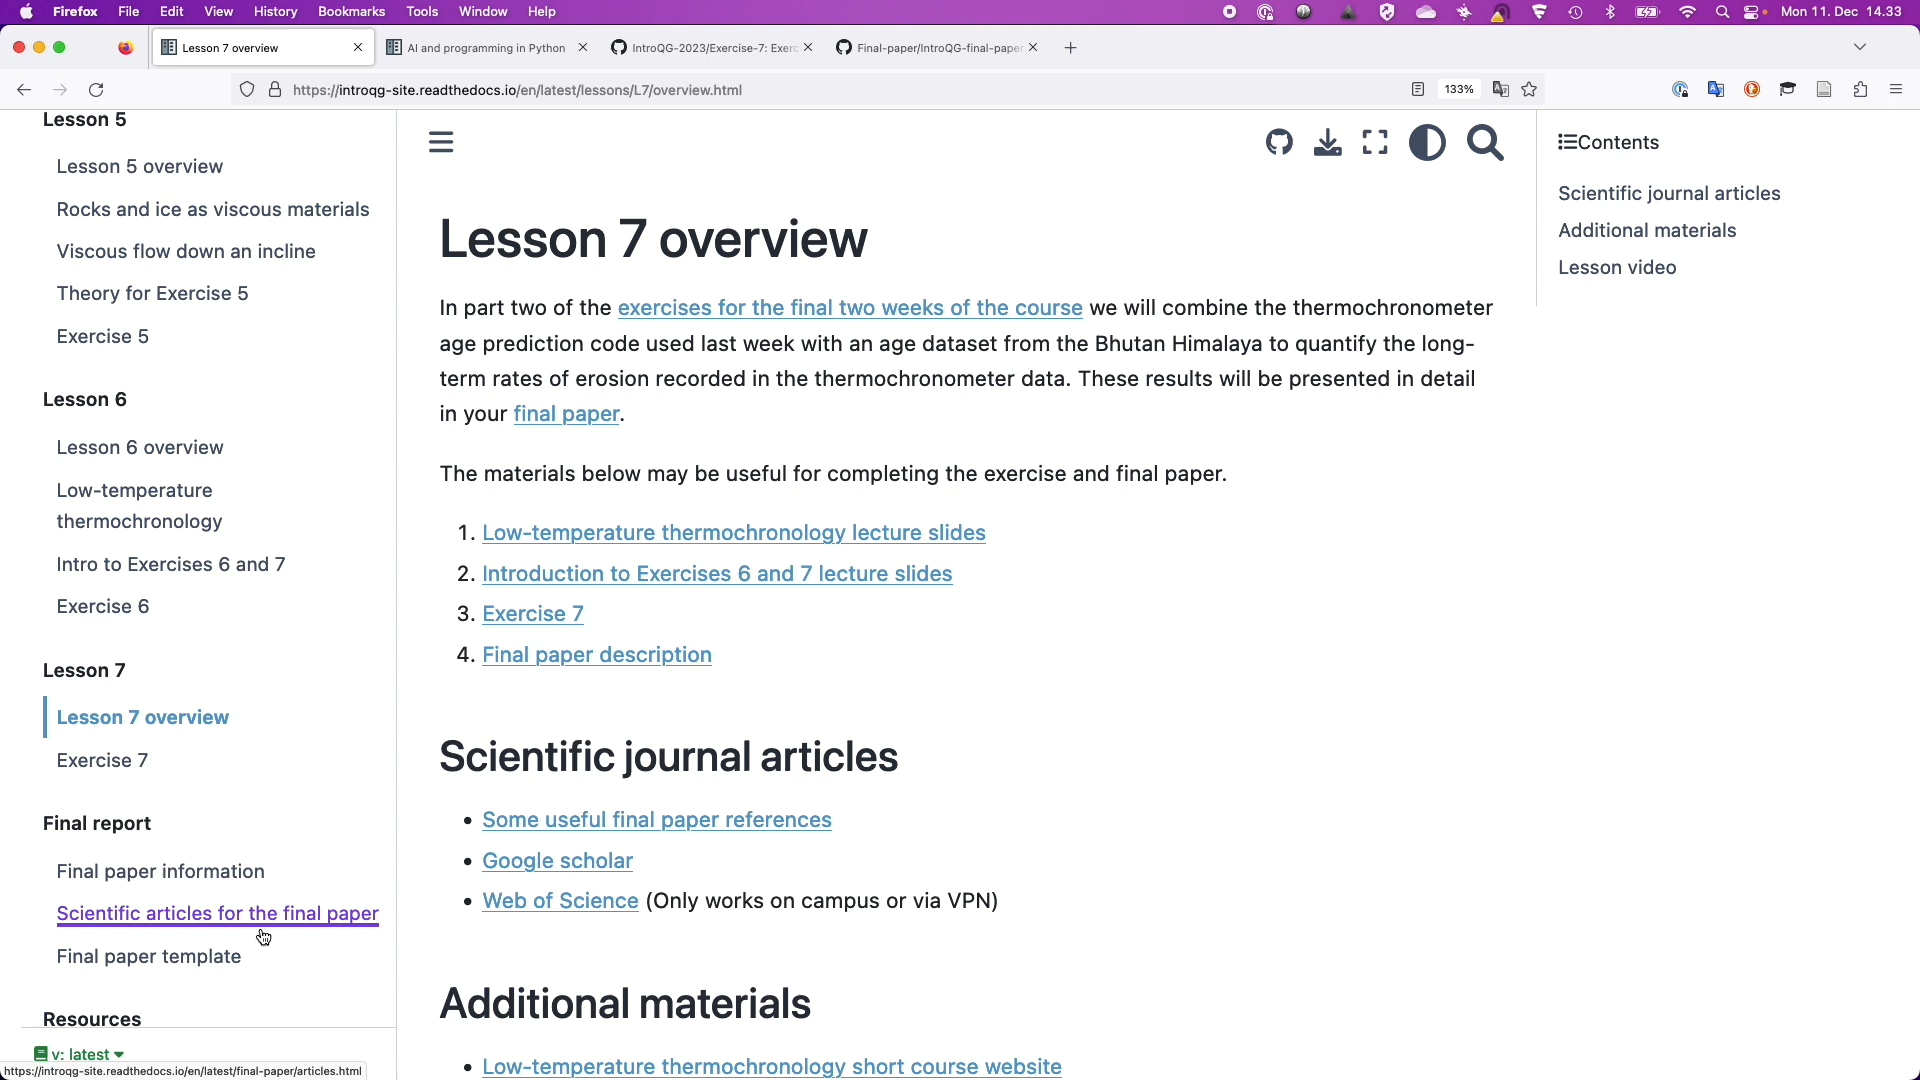 Firefox File Edit View History Bookmarks Tools Window Help Mon 11. Dec 14.33
Lesson 7 overview
AI and programming in Python
IntroQG-2023/Exercise-7: Exerc
Final-paper/IntroQG-final-paper
https://introqg-site.readthedocs.io/en/latest/lessons/L7/overview.html 133%
Lesson 5
Lesson 5 overview
Rocks and ice as viscous materials
Viscous flow down an incline
Theory for Exercise 5
Exercise 5
Lesson 6
Lesson 6 overview
Low-temperature
thermochronology
Intro to Exercises 6 and 7
Exercise 6
Lesson 7
Lesson 7 overview
Exercise 7
Final report
Final paper information
Scientific articles for the final paper
Final paper template
Resources
v: latest
https://introqg-site.readthedocs.io/en/latest/final-paper/articles.html
Lesson 7 overview
In part two of the exercises for the final two weeks of the course we will combine the thermochronometer
age prediction code used last week with an age dataset from the Bhutan Himalaya to quantify the long-
term rates of erosion recorded in the thermochronometer data. These results will be presented in detail
in your final paper.
The materials below may be useful for completing the exercise and final paper.
1. Low-temperature thermochronology lecture slides
2. Introduction to Exercises 6 and 7 lecture slides
3. Exercise 7
4. Final paper description
Scientific journal articles
• Some useful final paper references
• Google scholar
• Web of Science (Only works on campus or via VPN)
Additional materials
• Low-temperature thermochronology short course website
Contents
Scientific journal articles
Additional materials
Lesson video